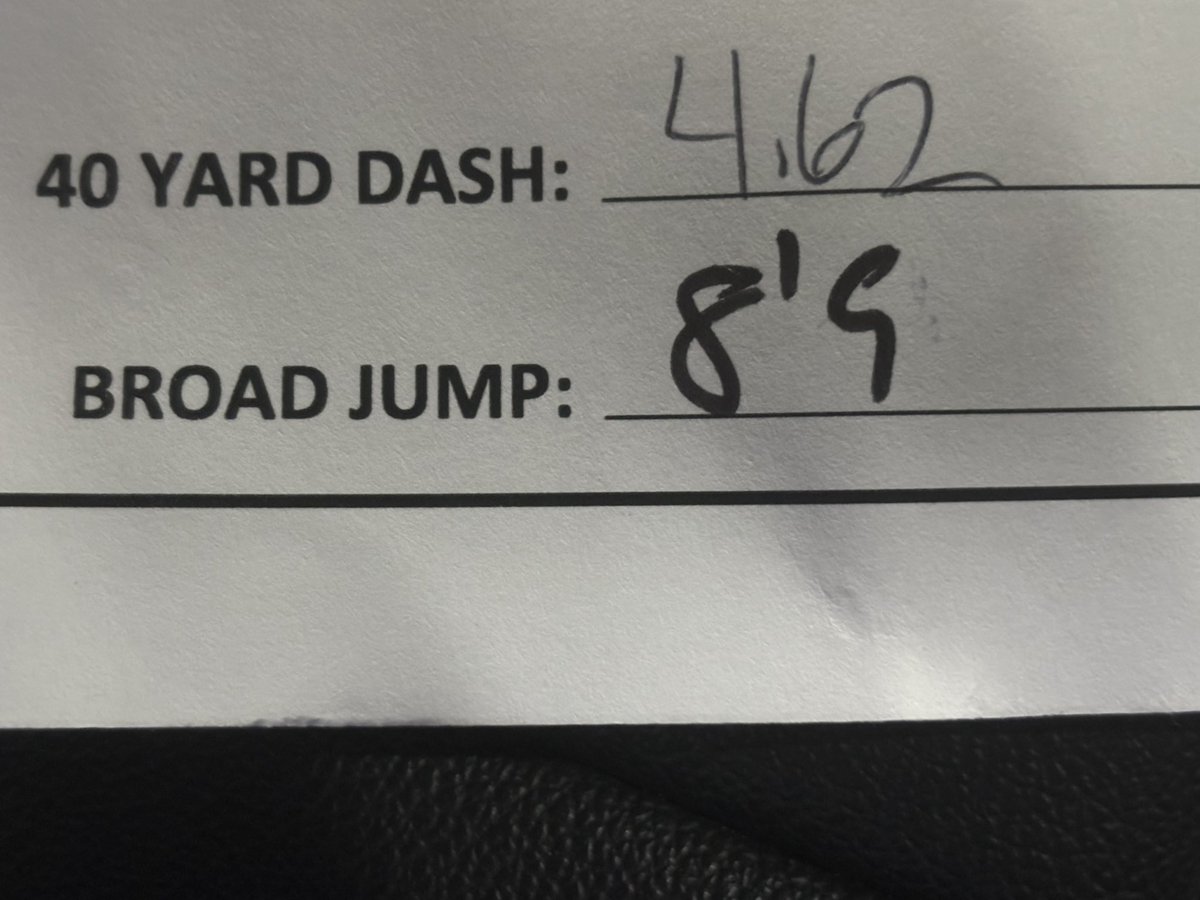 40 YARD DASH: 4.62
BROAD JUMP: 8'9